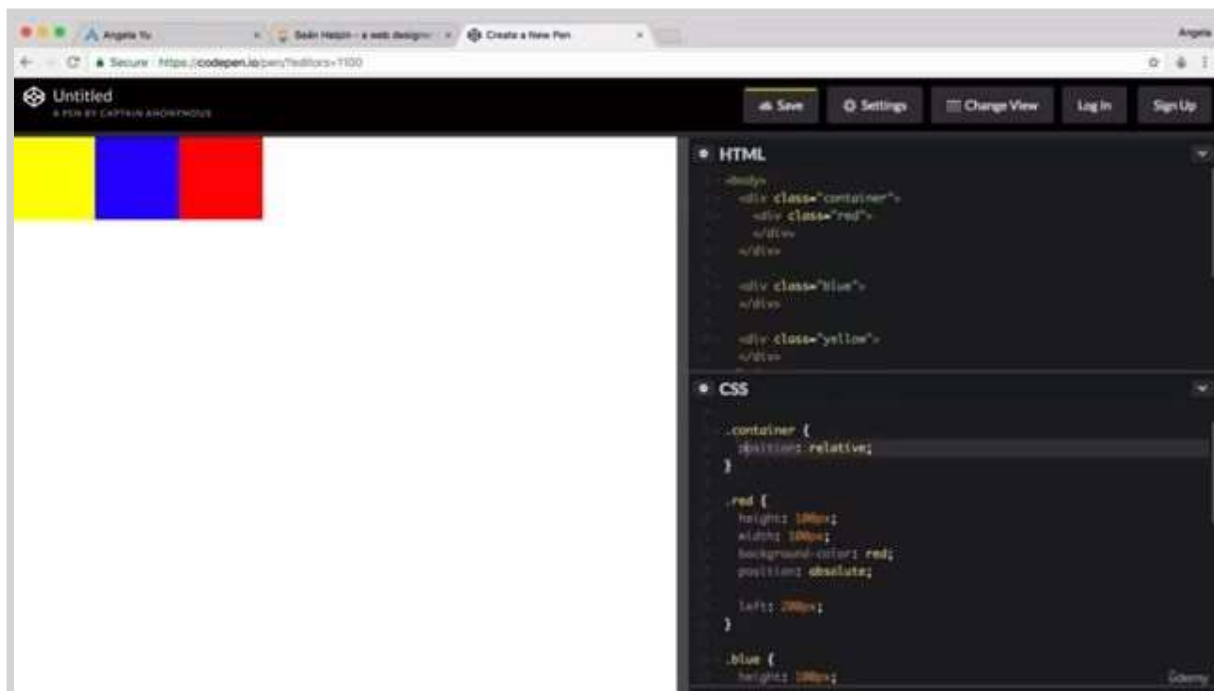 Angela Yu
Seán Halpin - a web designer
Create a New Pen
Angela
Secure https://codepen.io/pen/?editors=1100
Untitled
A PEN BY CAPTAIN ANONYMOUS
Save
Settings
Change View
Log In
Sign Up
HTML
<body>
<div class="container">
<div class="red">
</div>
</div>
<div class="blue">
</div>
<div class="yellow">
</div>
CSS
.container {
position: relative;
}
.red {
height: 100px;
width: 100px;
background-color: red;
position: absolute;
left: 200px;
}
.blue {
height: 100px;
Udemy